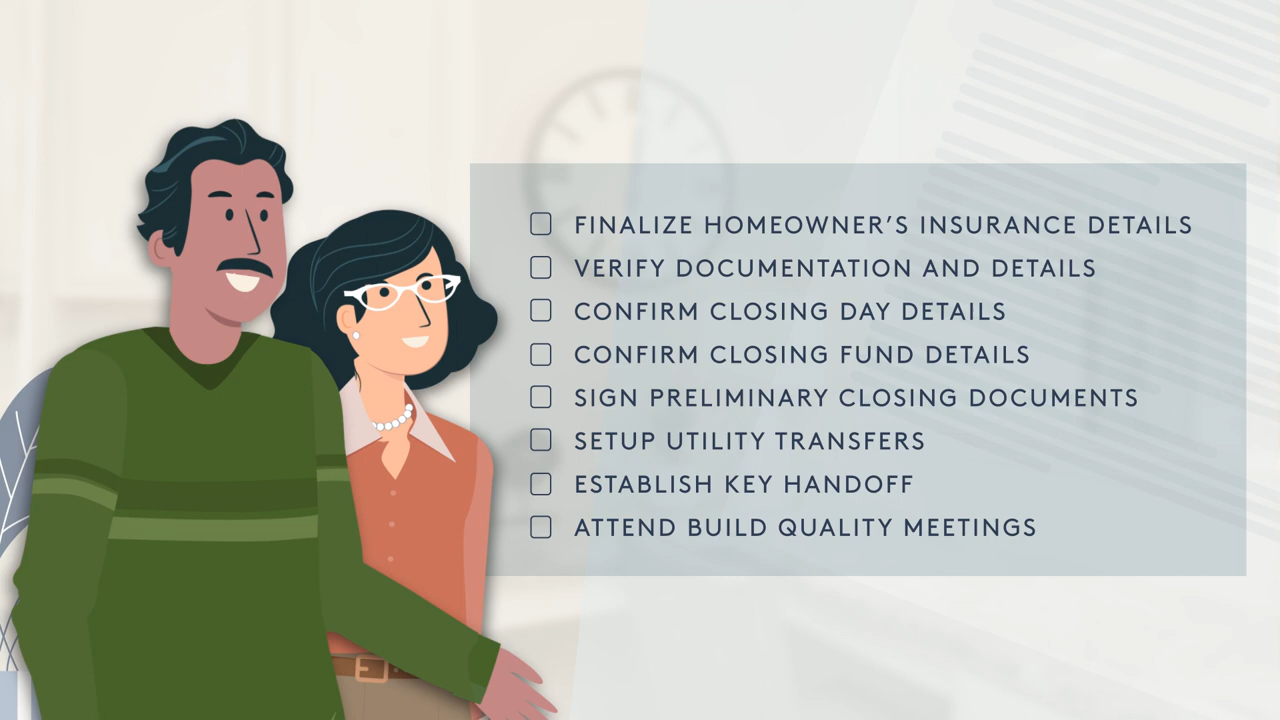 FINALIZE HOMEOWNER’S INSURANCE DETAILS
VERIFY DOCUMENTATION AND DETAILS
CONFIRM CLOSING DAY DETAILS
CONFIRM CLOSING FUND DETAILS
SIGN PRELIMINARY CLOSING DOCUMENTS
SETUP UTILITY TRANSFERS
ESTABLISH KEY HANDOFF
ATTEND BUILD QUALITY MEETINGS